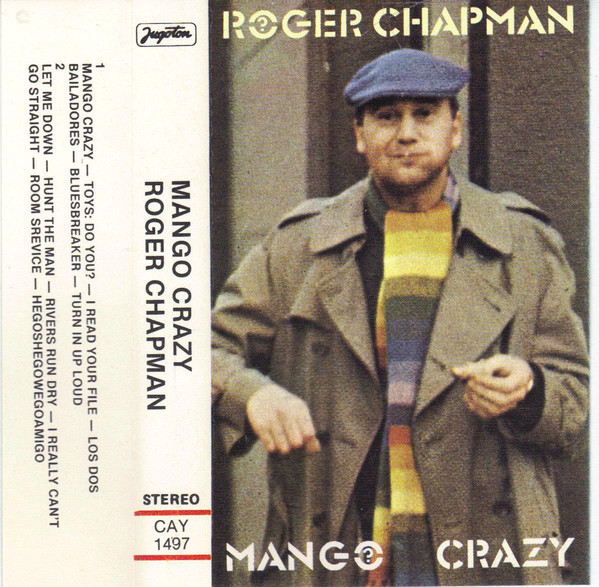 1
MANGO CRAZY — TOYS: DO YOU? — I READ YOUR FILE — LOS DOS
BAILADORES — BLUESBREAKER — TURN IN UP LOUD
2
LET ME DOWN — HUNT THE MAN — RIVERS RUN DRY — I REALLY CAN'T
GO STRAIGHT — ROOM SREVICE — HEGOSHEGOWEGOAMIGO
Jugoton
MANGO CRAZY
ROGER CHAPMAN
STEREO
CAY
1497
ROGER CHAPMAN
MANGO CRAZY